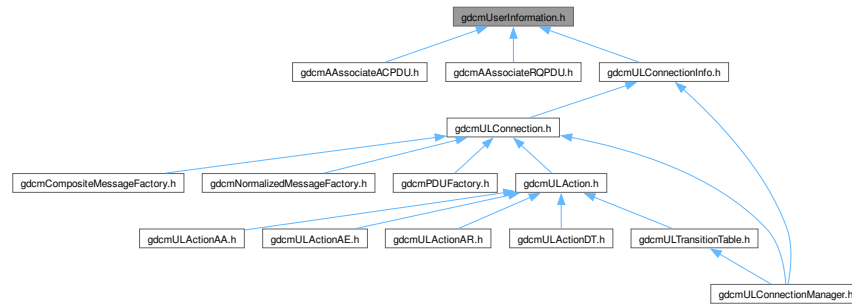 gdcmUserInformation.h
gdcmAAssociateACPDU.h
gdcmAAssociateRQPDU.h
gdcmULConnectionInfo.h
gdcmULConnection.h
gdcmCompositeMessageFactory.h
gdcmNormalizedMessageFactory.h
gdcmPDUFactory.h
gdcmULAction.h
gdcmULActionAA.h
gdcmULActionAE.h
gdcmULActionAR.h
gdcmULActionDT.h
gdcmULTransitionTable.h
gdcmULConnectionManager.h